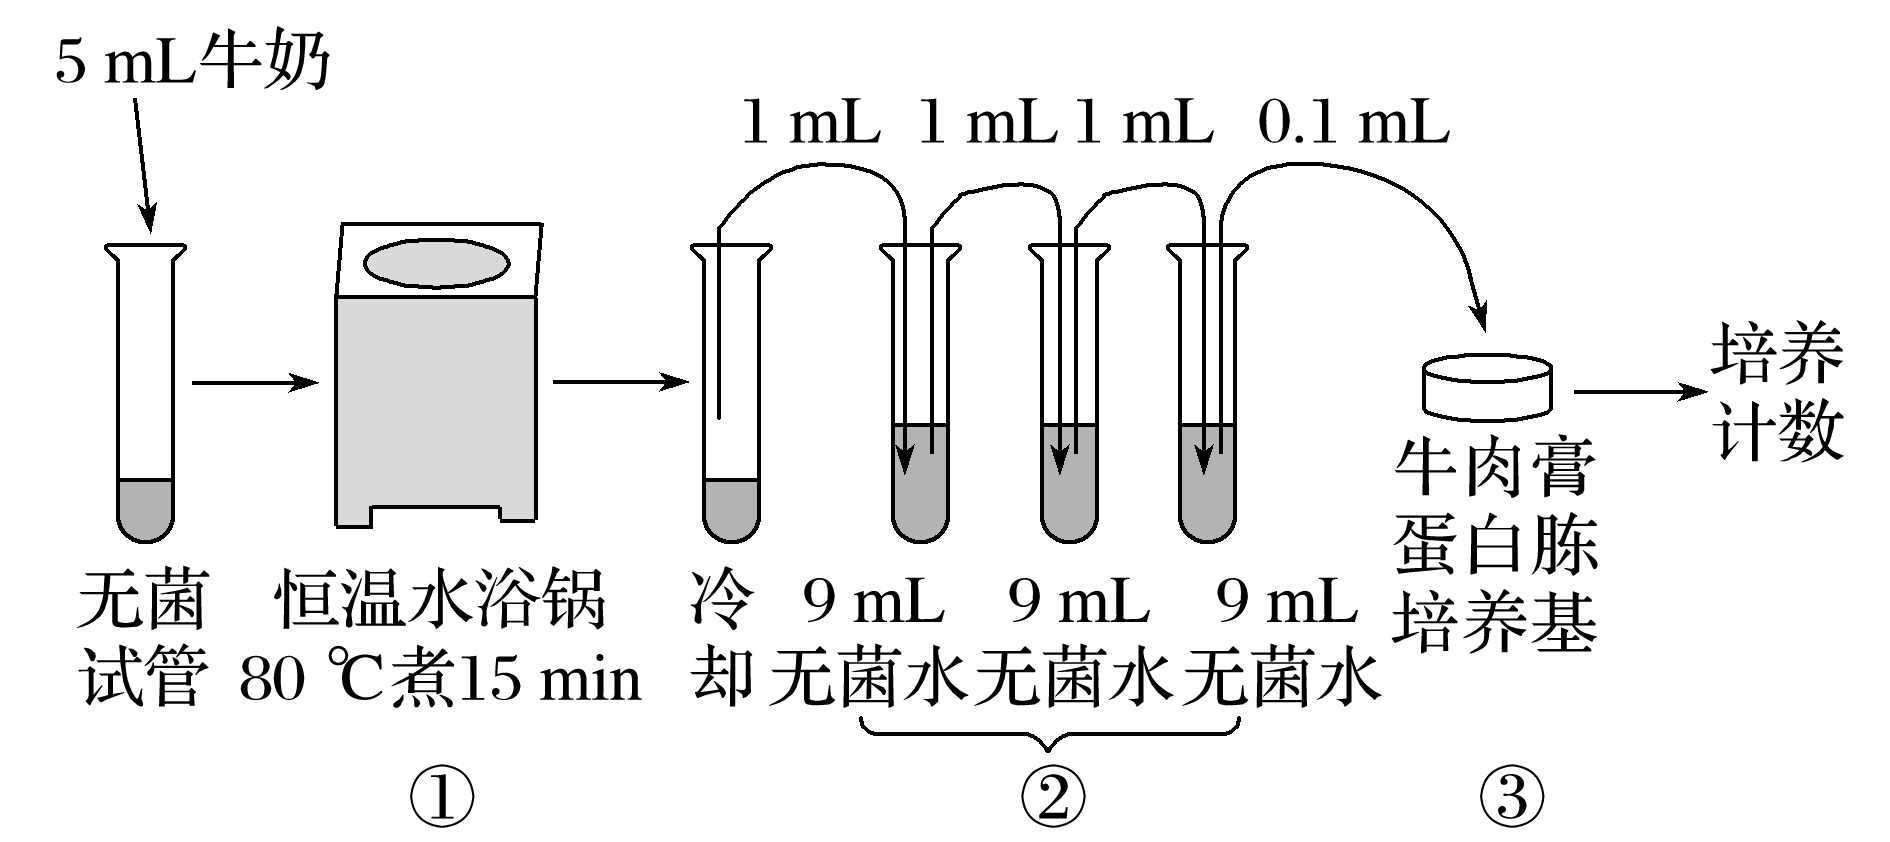 5 mL牛奶
1 mL 1 mL 1 mL 0.1 mL
无菌
试管
恒温水浴锅
80 ℃煮15 min
冷
却
9 mL
无菌水
9 mL
无菌水
9 mL
无菌水
牛肉膏
蛋白胨
培养基
培养
计数
① ② ③